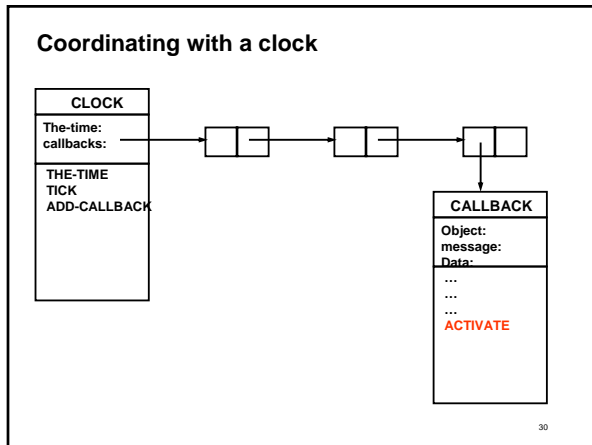 Coordinating with a clock
CLOCK
The-time:
callbacks:
THE-TIME
TICK
ADD-CALLBACK
CALLBACK
Object:
message:
Data:
...
...
...
ACTIVATE
30